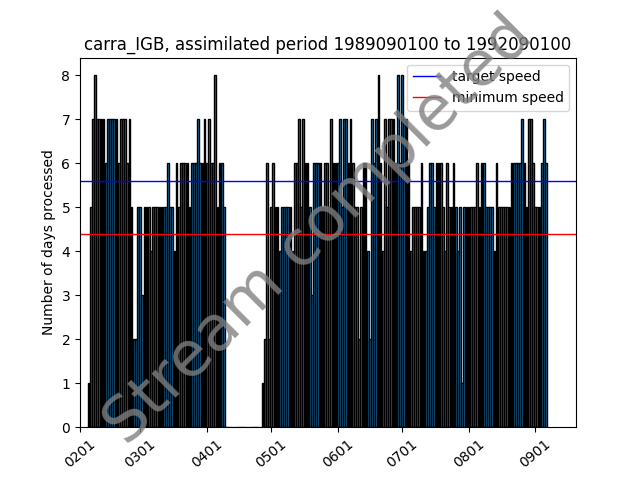 carra_IGB, assimilated period 1989090100 to 1992090100
target speed
minimum speed
Stream completed
Number of days processed
8
7
6
5
4
3
2
1
0
0201 0301 0401 0501 0601 0701 0801 0901